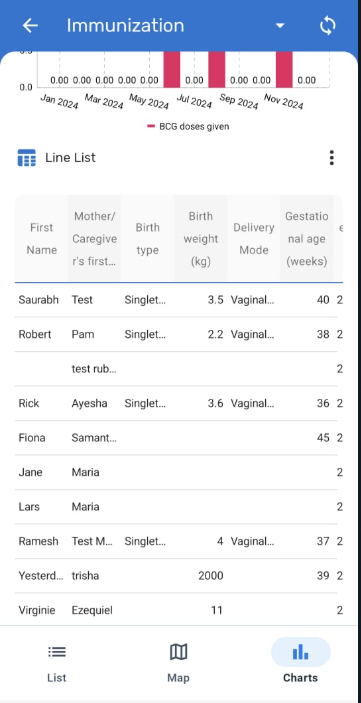 Immunization
0.0
0.00 0.00 0.00 0.00 0.00 0.00 0.00 0.00 0.00
Jan 2024 Mar 2024 May 2024 Jul 2024 Sep 2024 Nov 2024
BCG doses given
Line List
First Name Mother/Caregiver's first… Birth type Birth weight (kg) Delivery Mode Gestational age (weeks)
Saurabh Test Singlet… 3.5 Vaginal… 40 2
Robert Pam Singlet… 2.2 Vaginal… 38 2
test rub… 2
Rick Ayesha Singlet… 3.6 Vaginal… 36 2
Fiona Samant… 45 2
Jane Maria 2
Lars Maria 2
Ramesh Test M… Singlet… 4 Vaginal… 37 2
Yesterd… trisha 2000 39 2
Virginie Ezequiel 11 2
List Map Charts